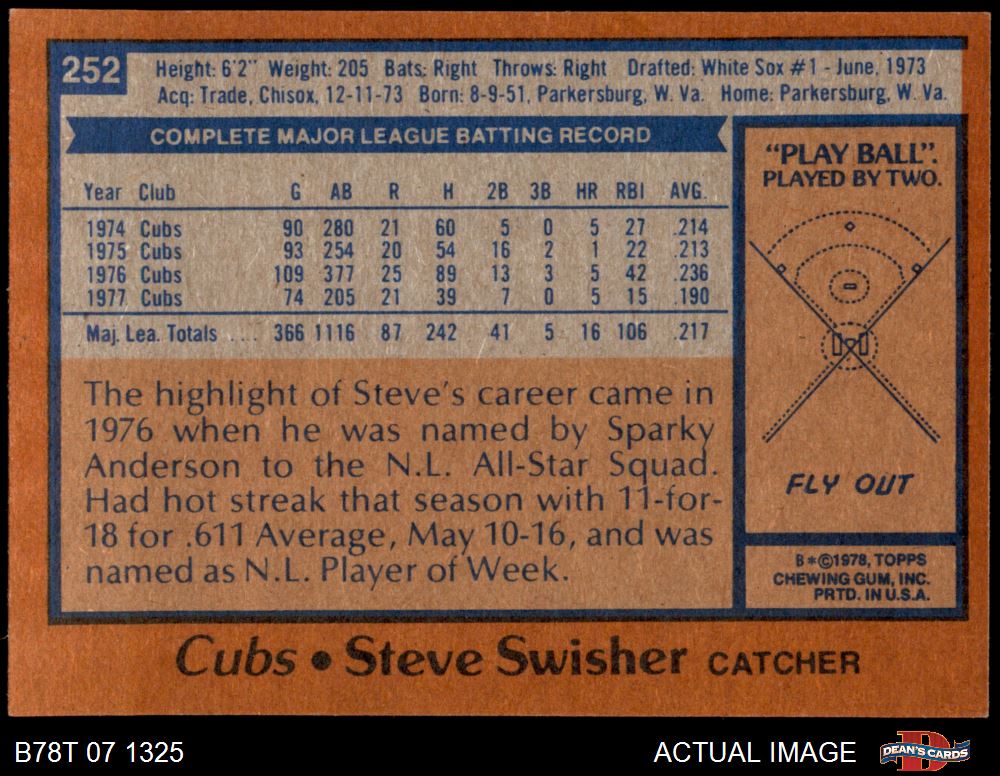 252
Height: 6'2" Weight: 205 Bats: Right Throws: Right Drafted: White Sox #1 - June, 1973
Acq: Trade, Chisox, 12-11-73 Born: 8-9-51, Parkersburg, W. Va. Home: Parkersburg, W. Va.
COMPLETE MAJOR LEAGUE BATTING RECORD
Year Club G AB R H 2B 3B HR RBI AVG.
1974 Cubs 90 280 21 60 5 0 5 27 .214
1975 Cubs 93 254 20 54 16 2 1 22 .213
1976 Cubs 109 377 25 89 13 3 5 42 .236
1977 Cubs 74 205 21 39 7 0 5 15 .190
Maj. Lea. Totals .... 366 1116 87 242 41 5 16 106 .217
The highlight of Steve's career came in
1976 when he was named by Sparky
Anderson to the N.L. All-Star Squad.
Had hot streak that season with 11-for-
18 for .611 Average, May 10-16, and was
named as N.L. Player of Week.
"PLAY BALL".
PLAYED BY TWO.
FLY OUT
B*©1978, TOPPS
CHEWING GUM, INC.
PRTD. IN U.S.A.
Cubs • Steve Swisher CATCHER
B78T 07 1325
ACTUAL IMAGE
DEAN'S CARDS